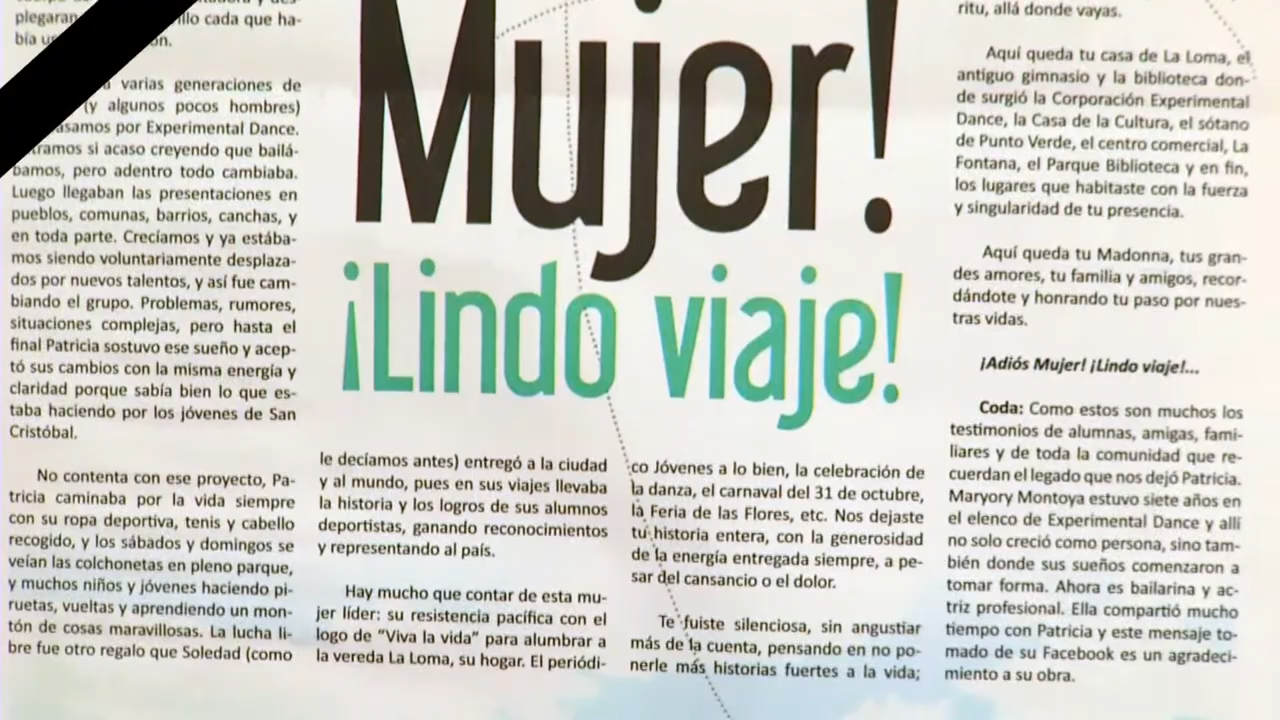 plegaran
llo cada que ha-
bía
varias generaciones de
(y algunos pocos hombres)
asamos por Experimental Dance.
tramos si acaso creyendo que bailá-
bamos, pero adentro todo cambiaba.
Luego llegaban las presentaciones en
pueblos, comunas, barrios, canchas, y
en toda parte. Crecíamos y ya estába-
mos siendo voluntariamente desplaza-
dos por nuevos talentos, y así fue cam-
biando el grupo. Problemas, rumores,
situaciones complejas, pero hasta el
final Patricia sostuvo ese sueño y acep-
tó sus cambios con la misma energía y
claridad porque sabía bien lo que es-
taba haciendo por los jóvenes de San
Cristóbal.
No contenta con ese proyecto, Pa-
tricia caminaba por la vida siempre
con su ropa deportiva, tenis y cabello
recogido, y los sábados y domingos se
veían las colchonetas en pleno parque,
y muchos niños y jóvenes haciendo pi-
ruetas, vueltas y aprendiendo un mon-
tón de cosas maravillosas. La lucha li-
bre fue otro regalo que Soledad (como
Mujer!
¡Lindo viaje!
le decíamos antes) entregó a la ciudad
y al mundo, pues en sus viajes llevaba
la historia y los logros de sus alumnos
deportistas, ganando reconocimientos
y representando al país.
Hay mucho que contar de esta mu-
jer líder: su resistencia pacífica con el
logo de “Viva la vida” para alumbrar a
la vereda La Loma, su hogar. El periódi-
co Jóvenes a lo bien, la celebración de
la danza, el carnaval del 31 de octubre,
la Feria de las Flores, etc. Nos dejaste
tu historia entera, con la generosidad
de la energía entregada siempre, a pe-
sar del cansancio o el dolor.
Te fuiste silenciosa, sin angustiar
más de la cuenta, pensando en no po-
nerle más historias fuertes a la vida;
ritu, allá donde vayas.
Aquí queda tu casa de La Loma, el
antiguo gimnasio y la biblioteca don-
de surgió la Corporación Experimental
Dance, la Casa de la Cultura, el sótano
de Punto Verde, el centro comercial, La
Fontana, el Parque Biblioteca y en fin,
los lugares que habitaste con la fuerza
y singularidad de tu presencia.
Aquí queda tu Madonna, tus gran-
des amores, tu familia y amigos, recor-
dándote y honrando tu paso por nues-
tras vidas.
¡Adiós Mujer! ¡Lindo viaje!...
Coda: Como estos son muchos los
testimonios de alumnas, amigas, fami-
liares y de toda la comunidad que re-
cuerdan el legado que nos dejó Patricia.
Maryory Montoya estuvo siete años en
el elenco de Experimental Dance y allí
no solo creció como persona, sino tam-
bién donde sus sueños comenzaron a
tomar forma. Ahora es bailarina y ac-
triz profesional. Ella compartió mucho
tiempo con Patricia y este mensaje to-
mado de su Facebook es un agradeci-
miento a su obra.